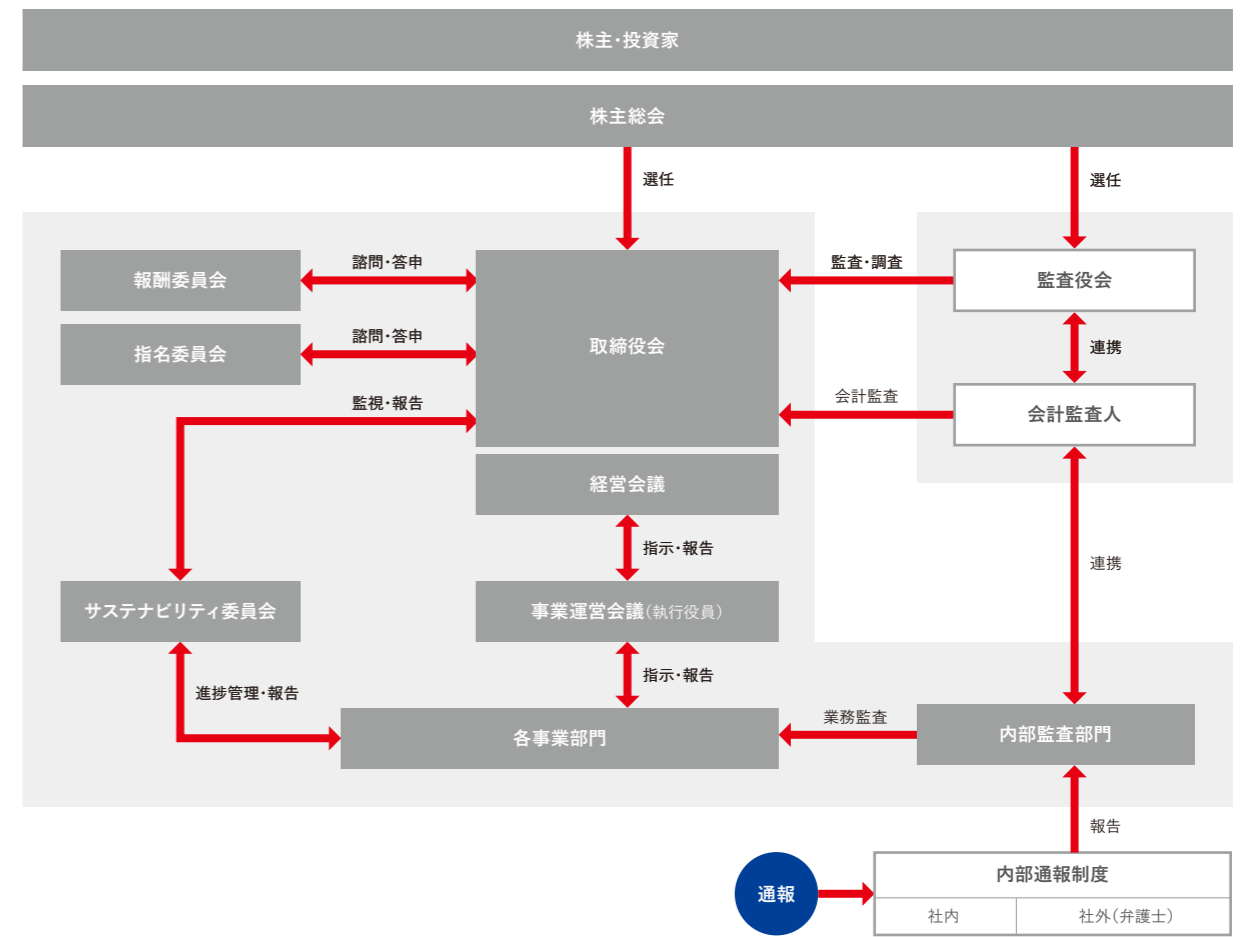 株主・投資家
株主総会
選任
選任
報酬委員会
諮問・答申
取締役会
監査・調査
監査役会
指名委員会
諮問・答申
連携
監視・報告
会計監査
会計監査人
経営会議
指示・報告
連携
サステナビリティ委員会
事業運営会議(執行役員)
進捗管理・報告
指示・報告
各事業部門
業務監査
内部監査部門
報告
通報
内部通報制度
社内
社外(弁護士)